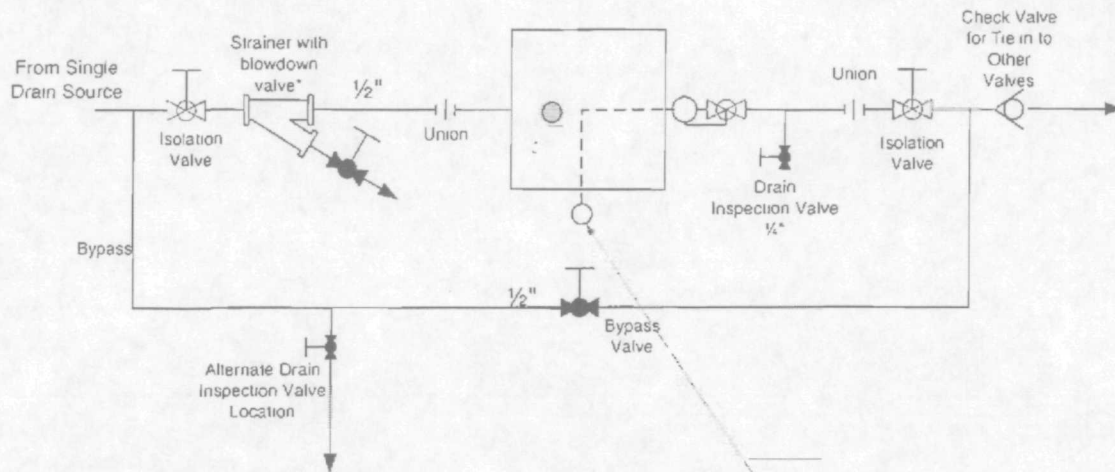 From Single
Drain Source
Isolation
Valve
Strainer with
blowdown
valve*
½"
Union
Drain
Inspection Valve
¼"
Union
Isolation
Valve
Check Valve
for Tie in to
Other
Valves
Bypass
½"
Bypass
Valve
Alternate Drain
Inspection Valve
Location